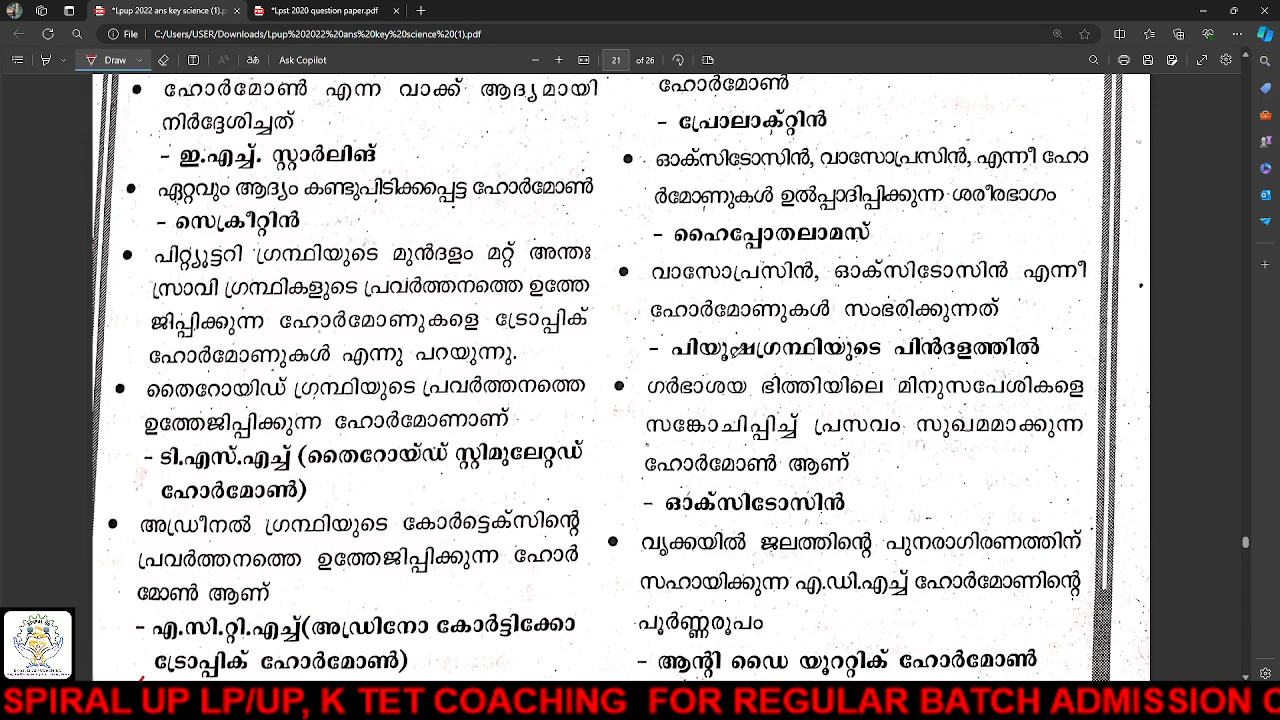 *Lpup 2022 ans key science (1).p
*Lpst 2020 question paper.pdf
File
C:/Users/USER/Downloads/Lpup%202022%20ans%20key%20science%20(1).pdf
Draw
Ask Copilot
21 of 26
ഹോർമോൺ എന്ന വാക്ക് ആദ്യമായി
നിർദ്ദേശിച്ചത്
- ഇ.എച്ച്. സ്റ്റാർലിങ്
ഏറ്റവും ആദ്യം കണ്ടുപിടിക്കപ്പെട്ട ഹോർമോൺ
- സെക്രീറ്റിൻ
പിറ്റ്യൂട്ടറി ഗ്രന്ഥിയുടെ മുൻദളം മറ്റ് അന്തഃ
സ്രാവി ഗ്രന്ഥികളുടെ പ്രവർത്തനത്തെ ഉത്തേ
ജിപ്പിക്കുന്ന ഹോർമോണുകളെ ട്രോപ്പിക്
ഹോർമോണുകൾ എന്നു പറയുന്നു.
തൈറോയിഡ് ഗ്രന്ഥിയുടെ പ്രവർത്തനത്തെ
ഉത്തേജിപ്പിക്കുന്ന ഹോർമോണാണ്
- ടി.എസ്.എച്ച് (തൈറോയ്ഡ് സ്റ്റിമുലേറ്റഡ്
ഹോർമോൺ)
അഡ്രീനൽ ഗ്രന്ഥിയുടെ കോർട്ടെക്സിന്റെ
പ്രവർത്തനത്തെ ഉത്തേജിപ്പിക്കുന്ന ഹോർ
മോൺ ആണ്
- എ.സി.റ്റി.എച്ച്(അഡ്രിനോ കോർട്ടിക്കോ
ട്രോപ്പിക് ഹോർമോൺ)
ഹോർമോൺ
- പ്രോലാക്റ്റിൻ
ഓക്സിടോസിൻ, വാസോപ്രസിൻ, എന്നീ ഹോ
ർമോണുകൾ ഉൽപ്പാദിപ്പിക്കുന്ന ശരീരഭാഗം
- ഹൈപ്പോതലാമസ്
വാസോപ്രസിൻ, ഓക്സിടോസിൻ എന്നീ
ഹോർമോണുകൾ സംഭരിക്കുന്നത്
- പിയൂഷഗ്രന്ഥിയുടെ പിൻദളത്തിൽ
ഗർഭാശയ ഭിത്തിയിലെ മിനുസപേശികളെ
സങ്കോചിപ്പിച്ച് പ്രസവം സുഖമമാക്കുന്ന
ഹോർമോൺ ആണ്
- ഓക്സിടോസിൻ
വൃക്കയിൽ ജലത്തിന്റെ പുനരാഗിരണത്തിന്
സഹായിക്കുന്ന എ.ഡി.എച്ച് ഹോർമോണിന്റെ
പൂർണ്ണരൂപം
- ആന്റി ഡൈ യൂററ്റിക് ഹോർമോൺ
SPIRAL UP LP/UP, K TET COACHING FOR REGULAR BATCH ADMISSION